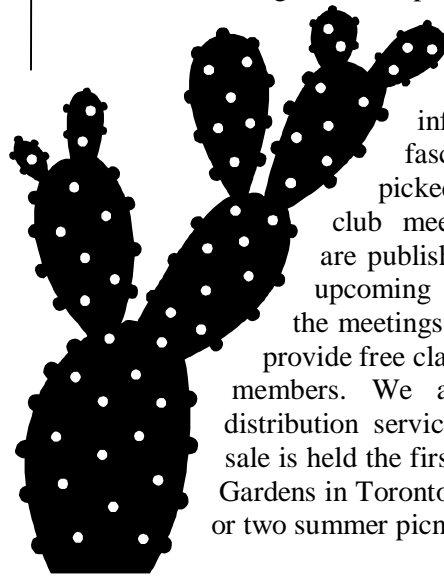 inf
fasc
picked
club mee
are publish
upcoming
the meetings
provide free cla
members. We a
distribution servic
sale is held the firs
Gardens in Toronto
or two summer picn